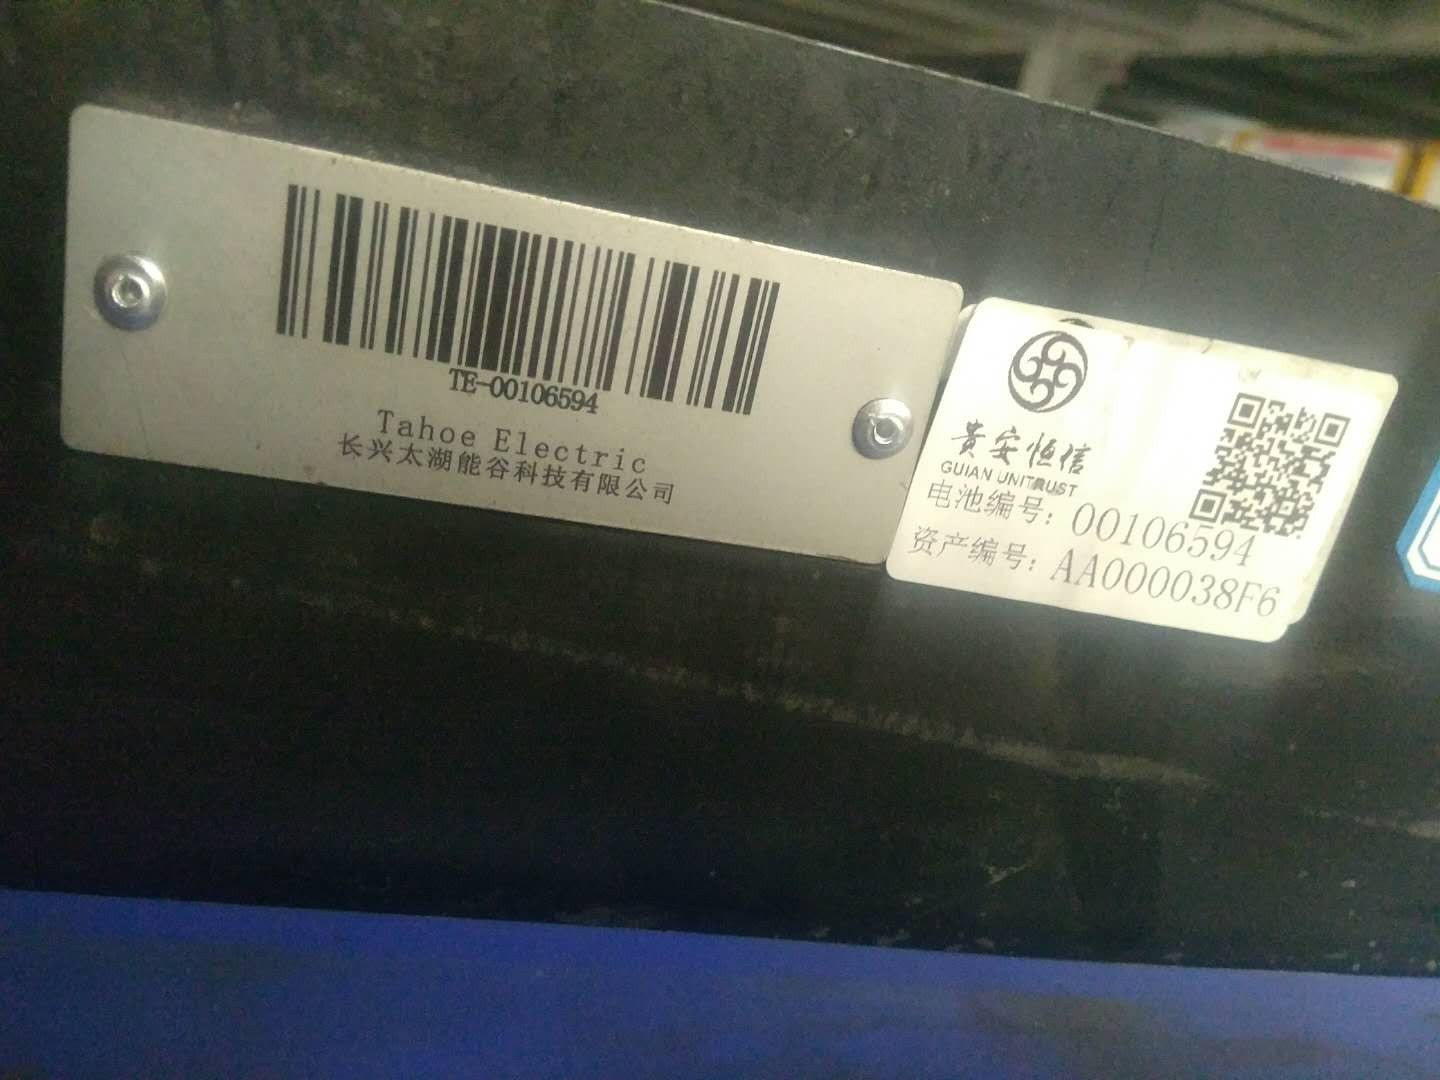 TE-00106594
Tahoe Electric
长兴太湖能谷科技有限公司
贵安恒信
GUIAN UNITRUST
电池编号：00106594
资产编号：AA000038F6